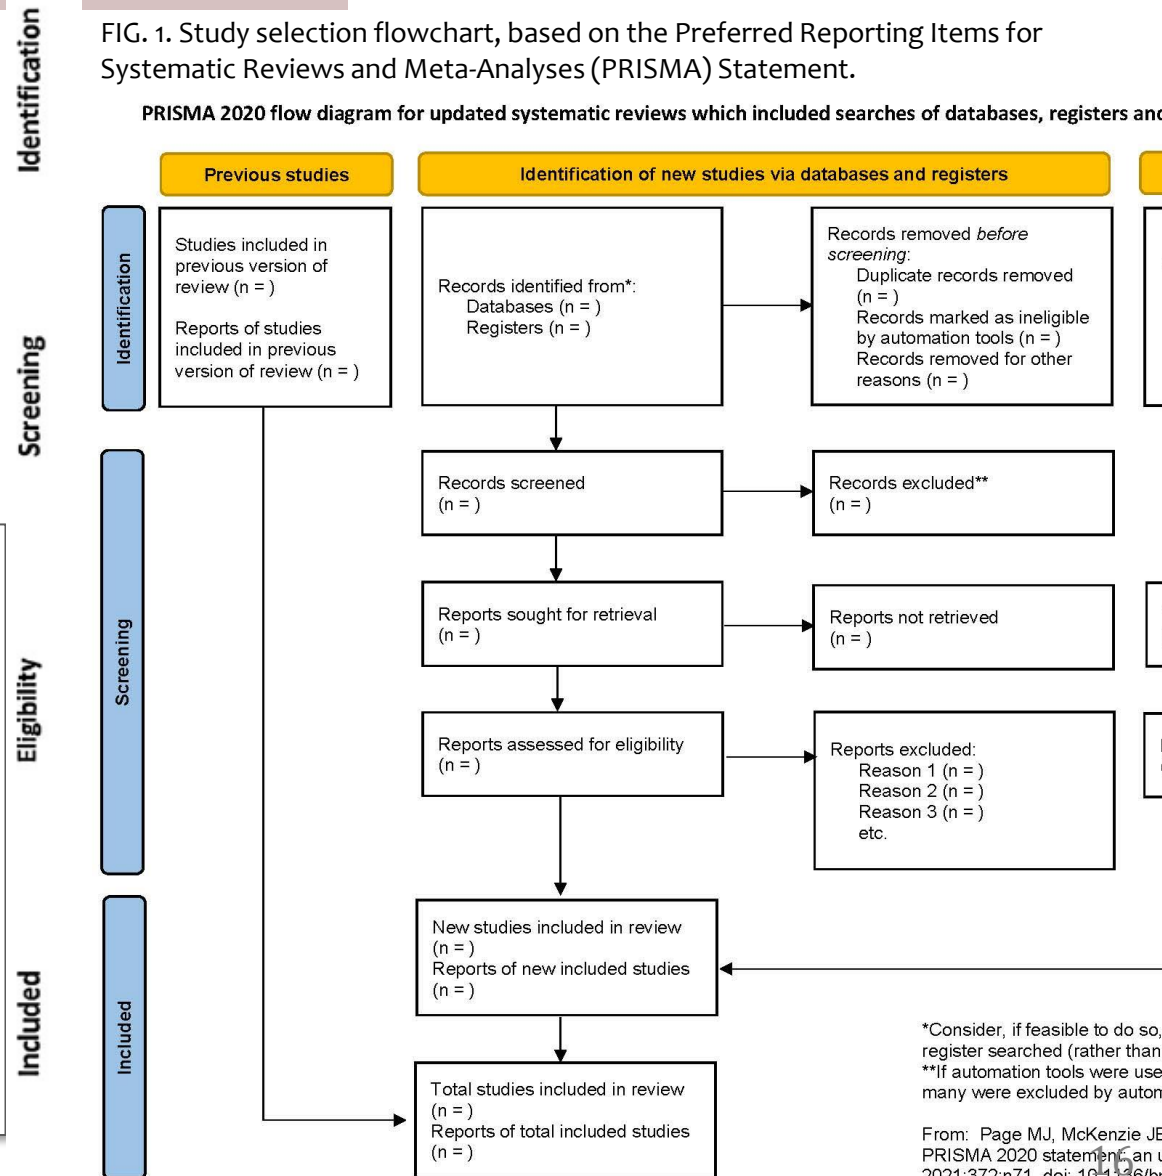 Identification
Screening
Eligibility
Included
FIG. 1. Study selection flowchart, based on the Preferred Reporting Items for
Systematic Reviews and Meta-Analyses (PRISMA) Statement.
PRISMA 2020 flow diagram for updated systematic reviews which included searches of databases, registers and
Previous studies
Identification of new studies via databases and registers
Identification
Studies included in
previous version of
review (n = )
Reports of studies
included in previous
version of review (n = )
Records identified from*:
Databases (n = )
Registers (n = )
Records removed before
screening:
Duplicate records removed
(n = )
Records marked as ineligible
by automation tools (n = )
Records removed for other
reasons (n = )
Screening
Records screened
(n = )
Records excluded**
(n = )
Reports sought for retrieval
(n = )
Reports not retrieved
(n = )
Reports assessed for eligibility
(n = )
Reports excluded:
Reason 1 (n = )
Reason 2 (n = )
Reason 3 (n = )
etc.
Included
New studies included in review
(n = )
Reports of new included studies
(n = )
Total studies included in review
(n = )
Reports of total included studies
(n = )
*Consider, if feasible to do so,
register searched (rather than
**If automation tools were use
many were excluded by autom
From: Page MJ, McKenzie JE
PRISMA 2020 statement: an u
16